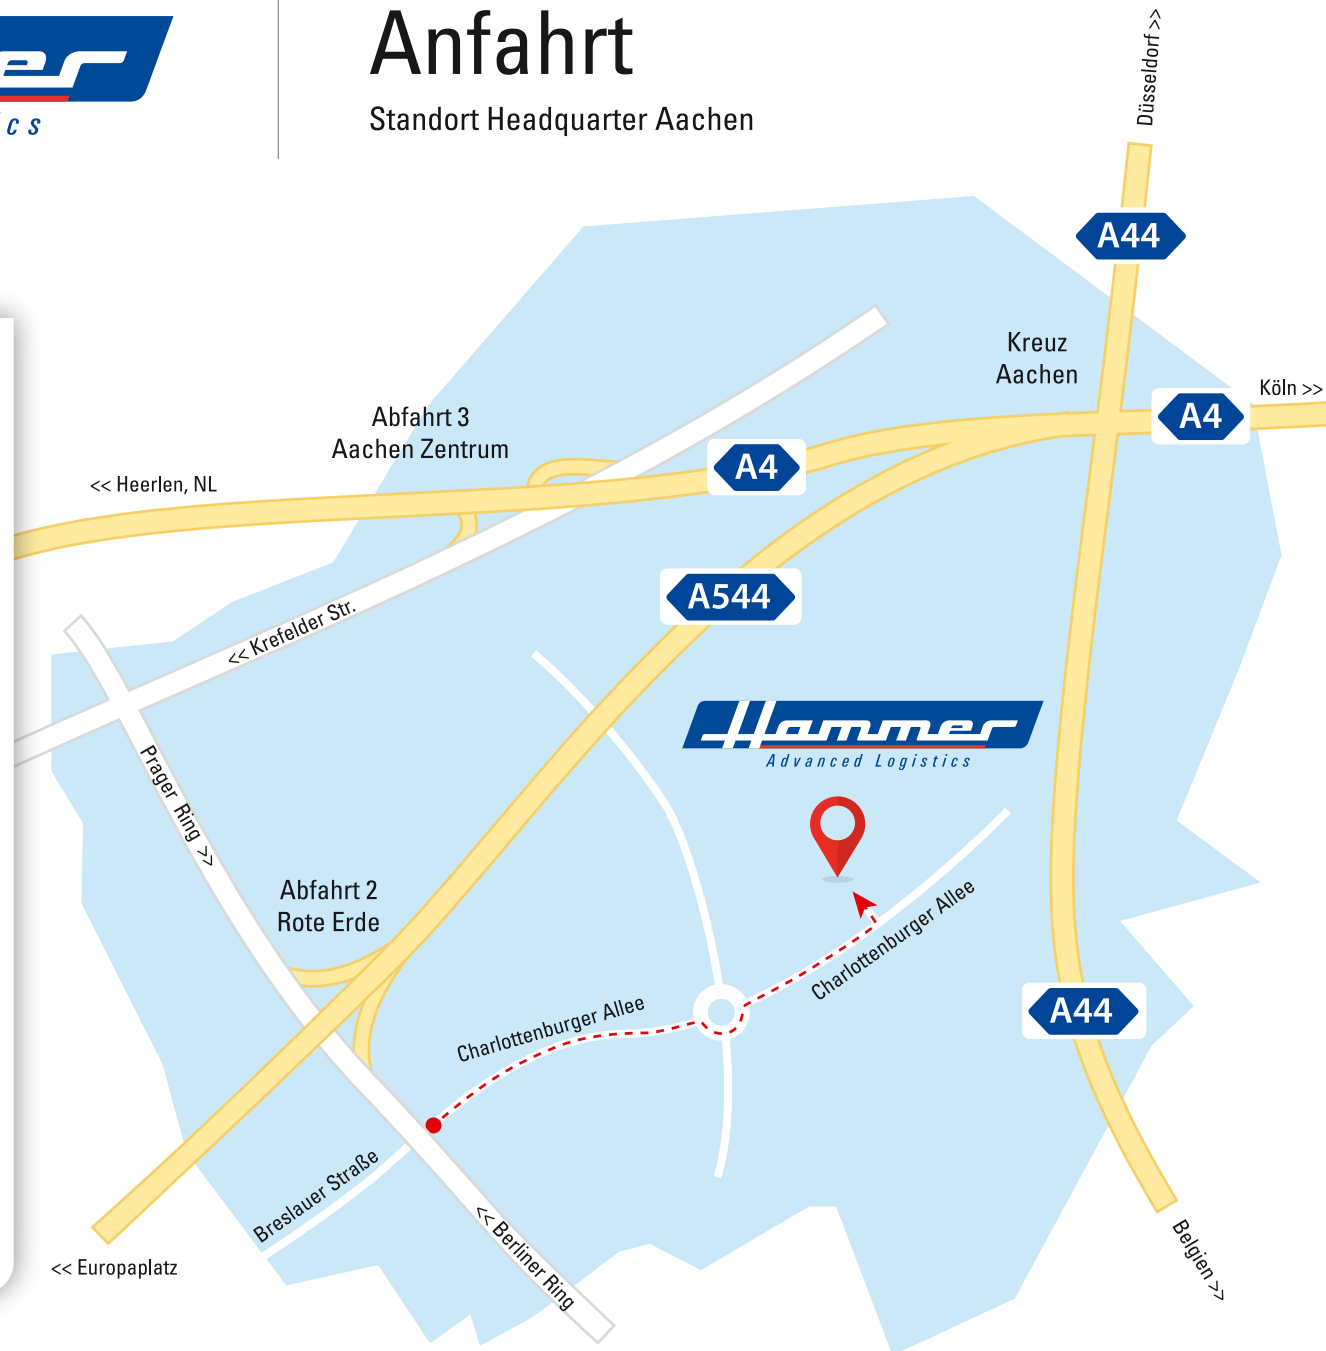 Anfahrt
Standort Headquarter Aachen
er
cs
Düsseldorf >>
A44
Kreuz
Aachen
Köln >>
A4
Abfahrt 3
Aachen Zentrum
A4
<< Heerlen, NL
A544
<< Krefelder Str.
Hammer
Advanced Logistics
Prager Ring >>
Abfahrt 2
Rote Erde
Charlottenburger Allee
Charlottenburger Allee
A44
Breslauer Straße
<< Berliner Ring
<< Europaplatz
Belgien >>